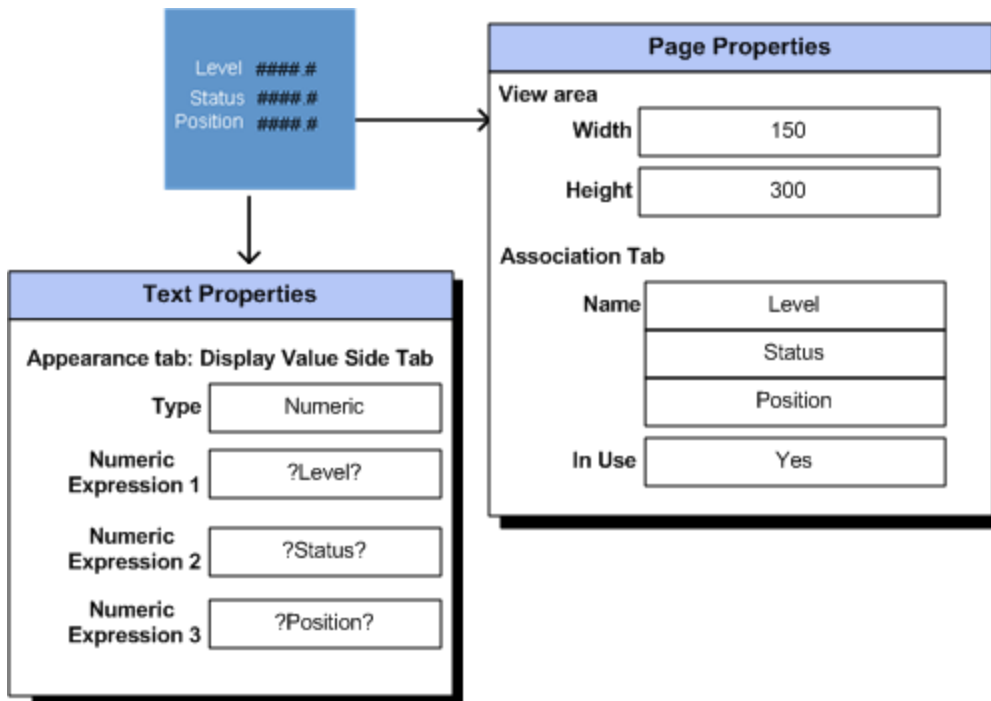 Level ####.#
Status ####.#
Position ####.#
Page Properties
View area
Width 150
Height 300
Association Tab
Name Level
Status
Position
In Use Yes
Text Properties
Appearance tab: Display Value Side Tab
Type Numeric
Numeric
Expression 1 ?Level?
Numeric
Expression 2 ?Status?
Numeric
Expression 3 ?Position?